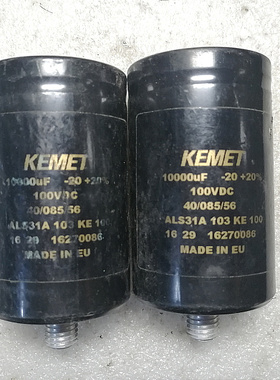 KEMET
10000uF -20 +20%
100VDC
40/085/56
ALS31A 103 KE 100
16 29 16270086
MADE IN EU
KEMET
10000uF -20 +20%
100VDC
40/085/56
ALS31A 103 KE 100
16 29 16270086
MADE IN EU